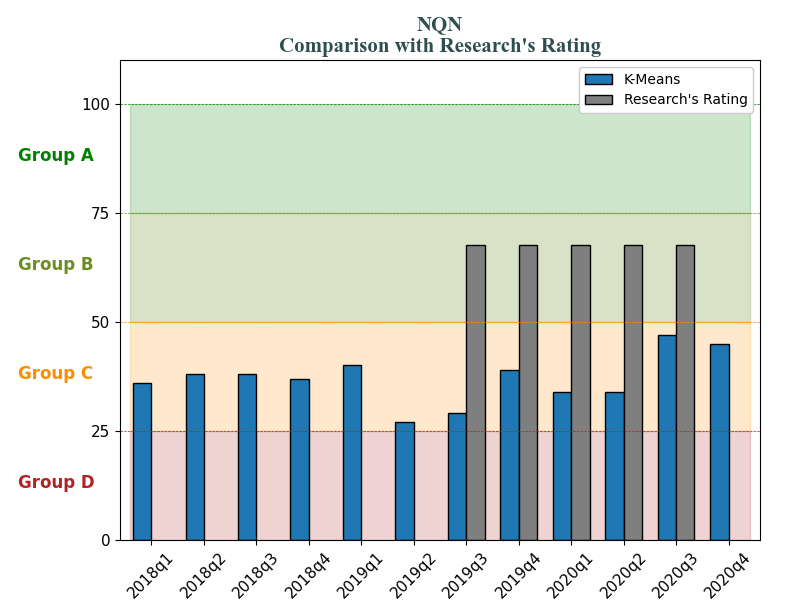 NQN
Comparison with Research's Rating
K-Means
Research's Rating
100
Group A
75
Group B
50
Group C
25
Group D
0
2018q1
2018q2
2018q3
2018q4
2019q1
2019q2
2019q3
2019q4
2020q1
2020q2
2020q3
2020q4